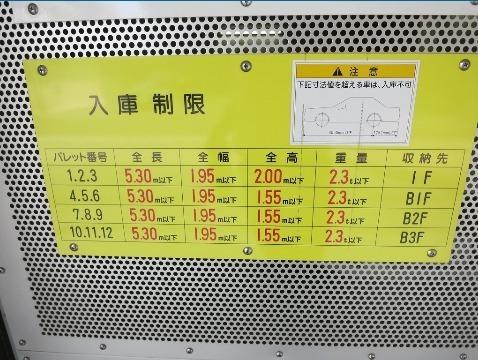 注 意
下記寸法値を超える車は、入庫不可
入庫制限
パレット番号 全長 全幅 全高 重量 収納先
1.2.3 5.30m以下 1.95m以下 2.00m以下 2.3t以下 1F
4.5.6 5.30m以下 1.95m以下 1.55m以下 2.3t以下 B1F
7.8.9 5.30m以下 1.95m以下 1.55m以下 2.3t以下 B2F
10.11.12 5.30m以下 1.95m以下 1.55m以下 2.3t以下 B3F